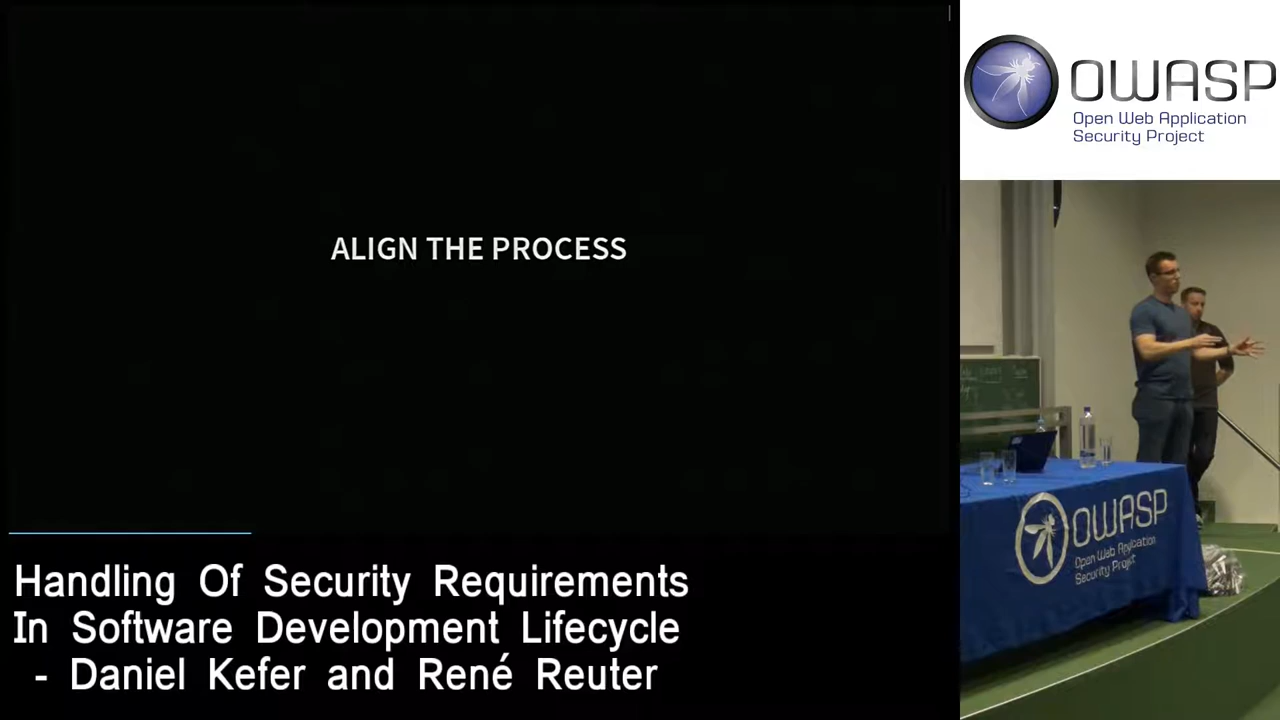 ALIGN THE PROCESS
OWASP
Open Web Application
Security Project
OWASP
Open Web Application
Security Project
Handling Of Security Requirements
In Software Development Lifecycle
- Daniel Kefer and René Reuter